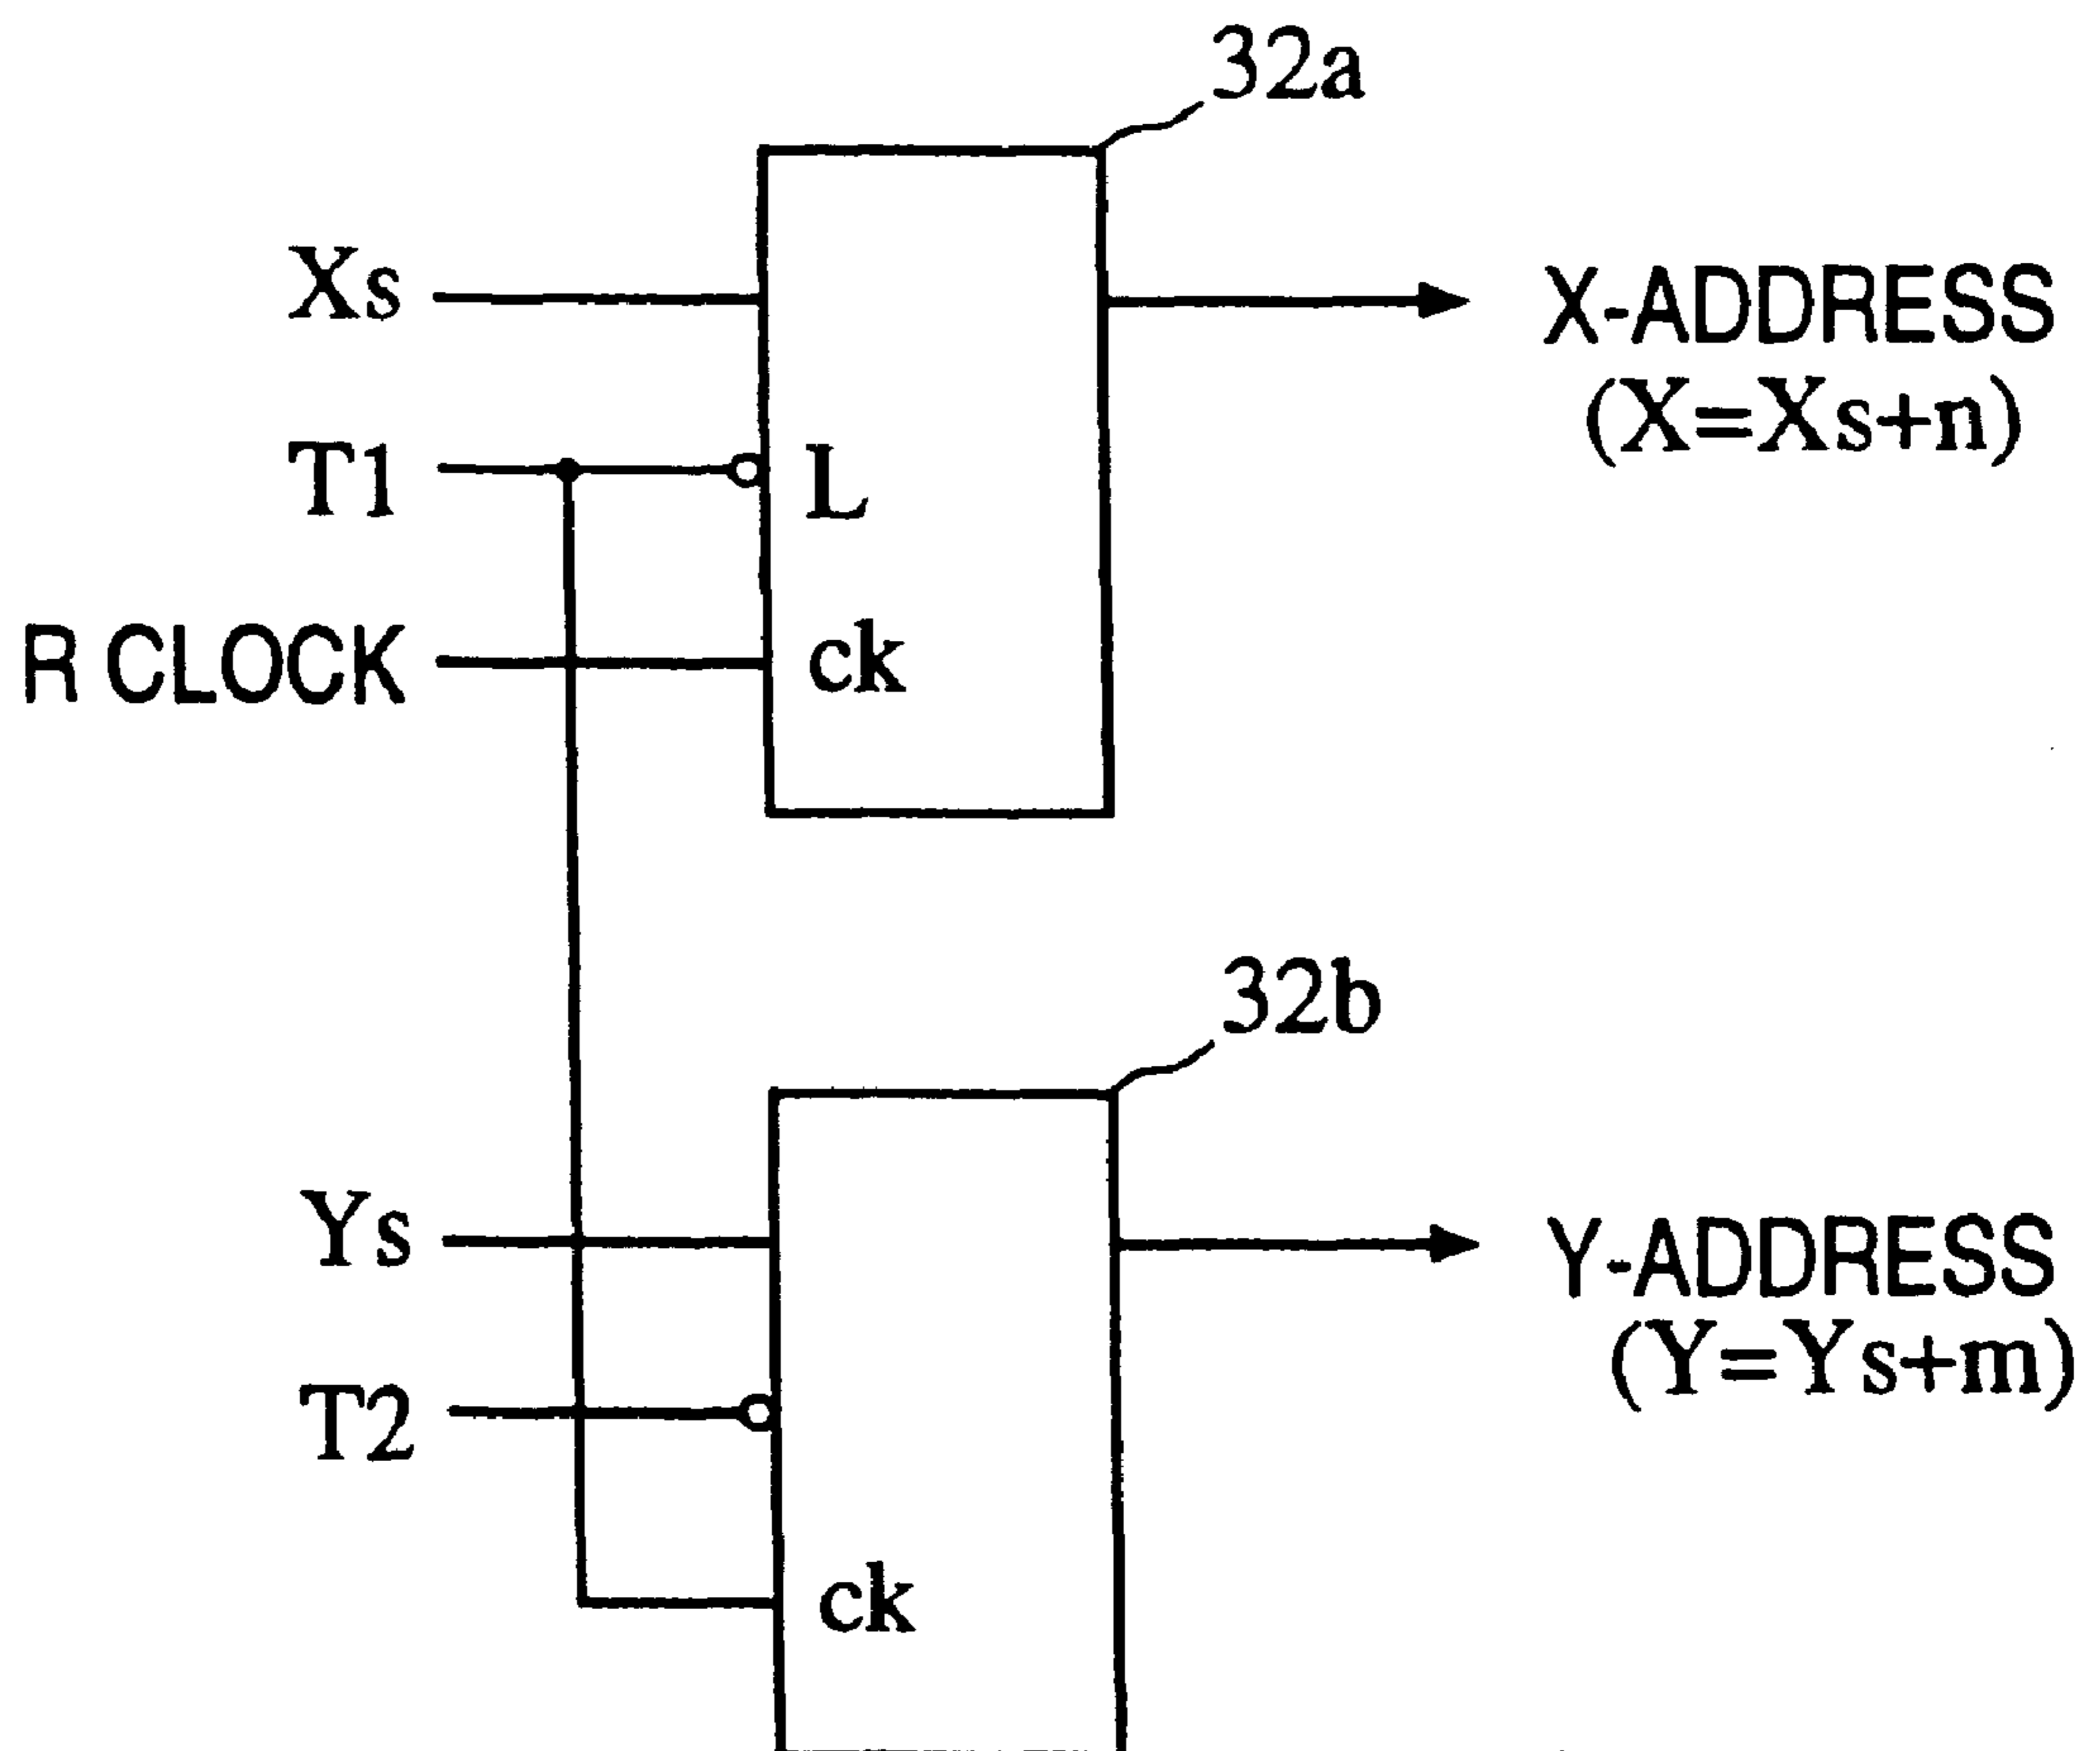 32a
Xs
X-ADDRESS
(X=Xs+n)
T1
L
R CLOCK
ck
32b
Ys
Y-ADDRESS
(Y=Ys+m)
T2
ck